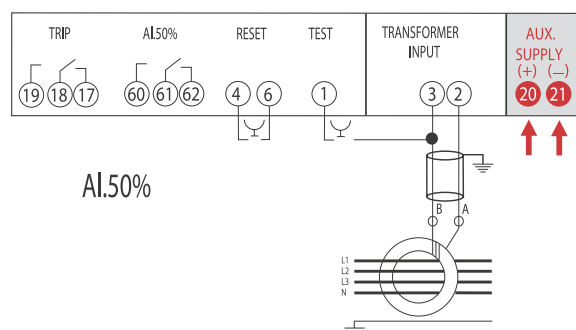 TRIP
Al.50%
RESET
TEST
TRANSFORMER
INPUT
AUX.
SUPPLY
(+) (—)
19 18 17
60 61 62
4 6
1
3 2
20 21
Al.50%
B A
L1
L2
L3
N